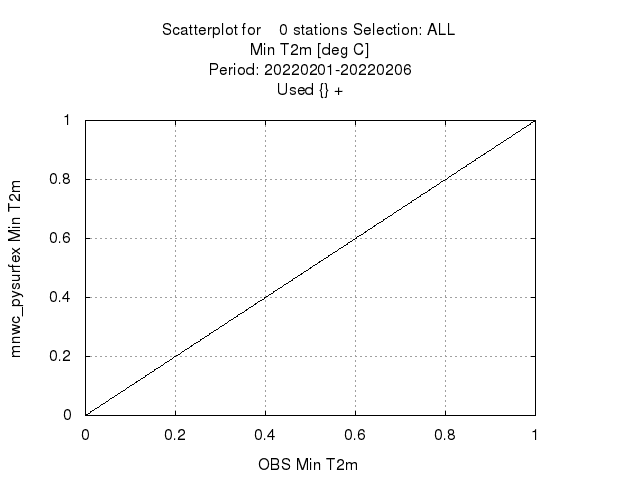 Scatterplot for    0 stations Selection: ALL
Min T2m [deg C]
Period: 20220201-20220206
Used {} +
1
0.8
0.6
0.4
0.2
0
mnwc_pysurfex Min T2m
0 0.2 0.4 0.6 0.8 1
OBS Min T2m